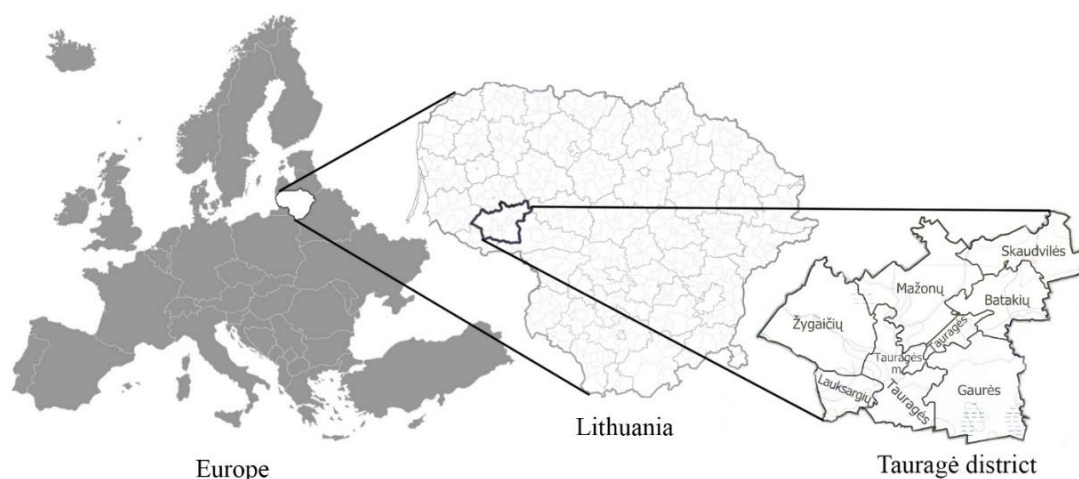 Skaudvilės
Mažonų
Batakių
Žygaičių
Tauragės
Tauragės
m.
Lauksargių
Tauragės
Gaurės
Lithuania
Europe
Tauragė district